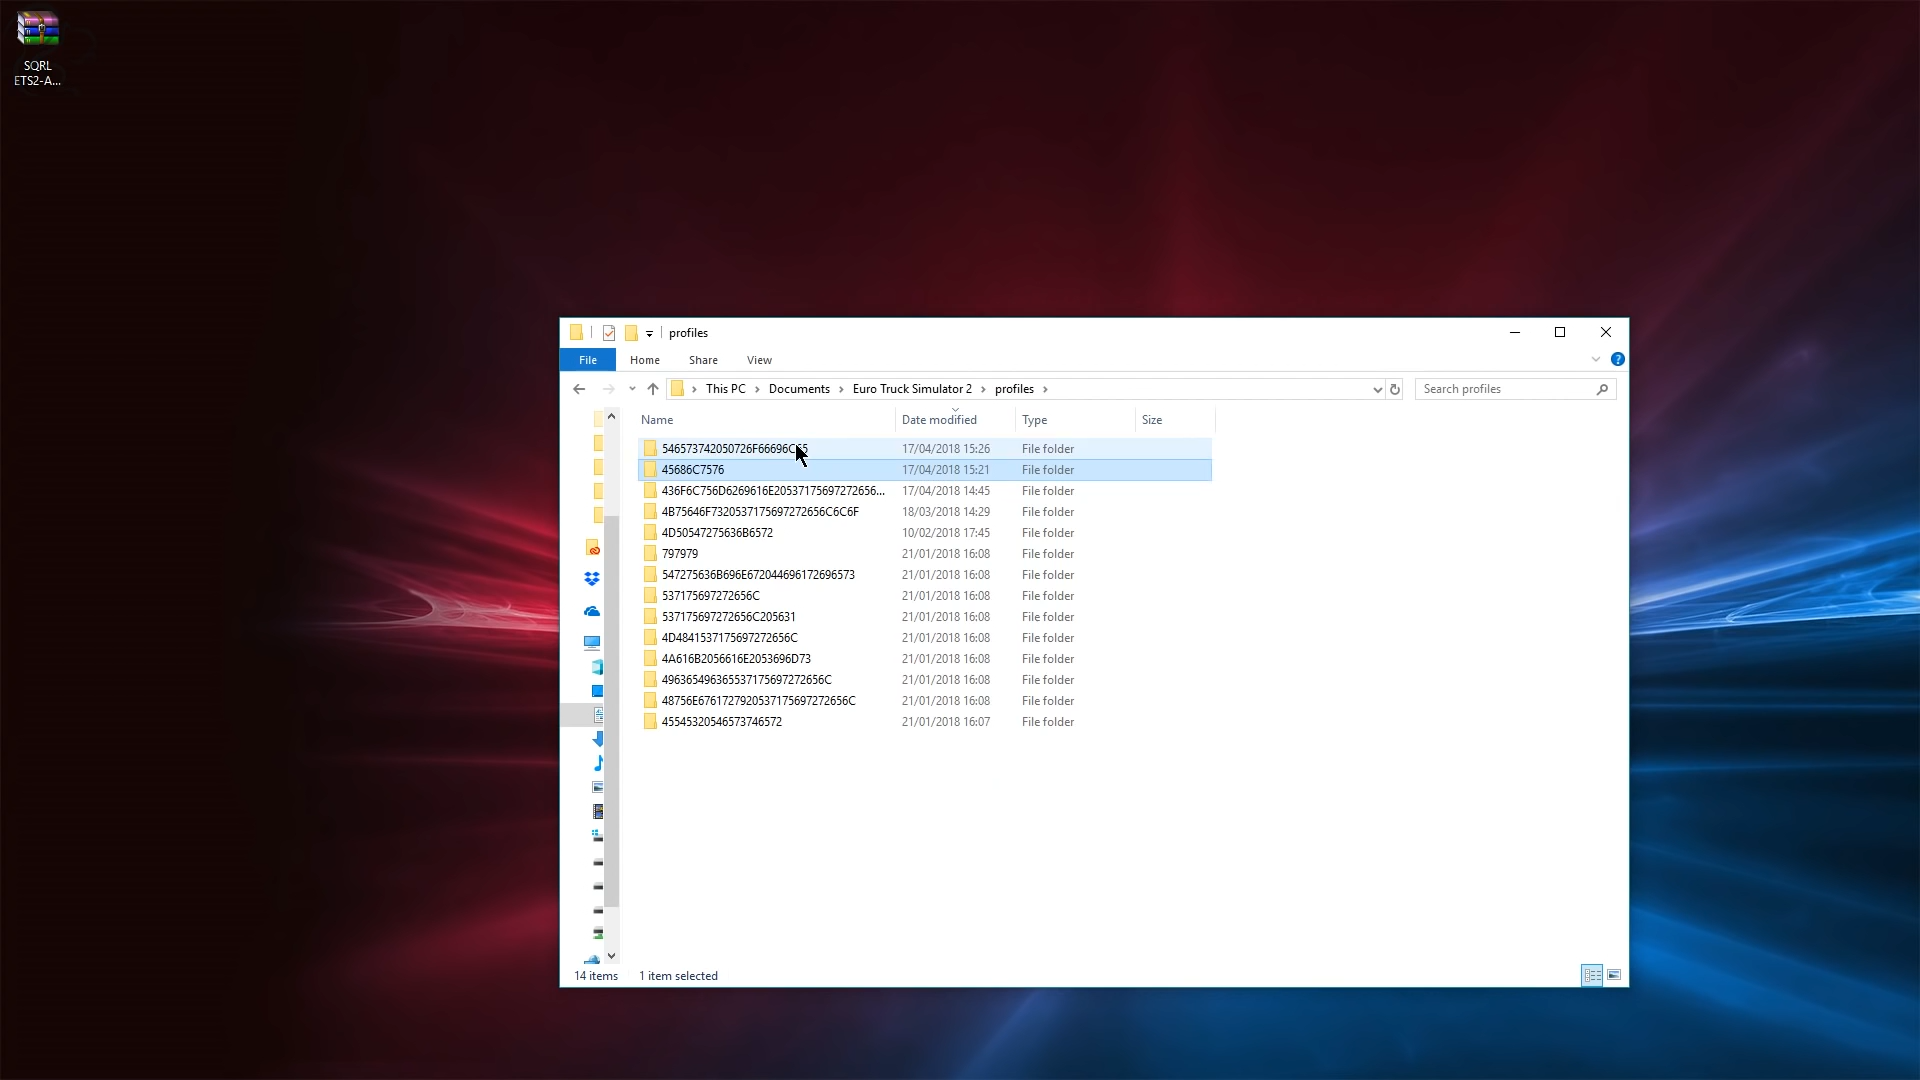 SQRL
ETS2-A...
profiles
File Home Share View
This PC Documents Euro Truck Simulator 2 profiles Search profiles
Name Date modified Type Size
546573742050726F66696C65 17/04/2018 15:26 File folder
45686C7576 17/04/2018 15:21 File folder
436F6C756D6269616E20537175697272656... 17/04/2018 14:45 File folder
4B75646F7320537175697272656C6C6F 18/03/2018 14:29 File folder
4D50547275636B6572 10/02/2018 17:45 File folder
797979 21/01/2018 16:08 File folder
547275636B696E672044696172696573 21/01/2018 16:08 File folder
537175697272656C 21/01/2018 16:08 File folder
537175697272656C205631 21/01/2018 16:08 File folder
4D4841537175697272656C 21/01/2018 16:08 File folder
4A616B2056616E2053696D73 21/01/2018 16:08 File folder
496365496365537175697272656C 21/01/2018 16:08 File folder
48756E6761727920537175697272656C 21/01/2018 16:08 File folder
45545320546573746572 21/01/2018 16:07 File folder
14 items 1 item selected